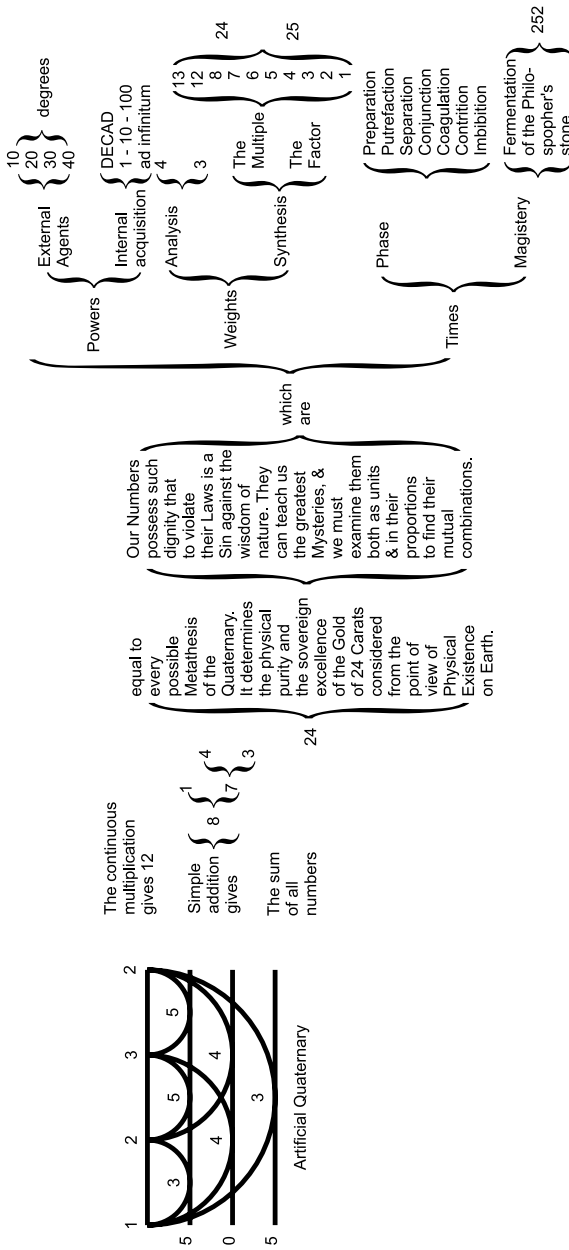 1 2 3 2
5 3 5 5
0 4 4
5 3
Artificial Quaternary
The continuous
multiplication
gives 12
Simple
addition
gives
8
1
7
4
3
The sum
of all
numbers
24
equal to
every
possible
Metathesis
of the
Quaternary.
It determines
the physical
purity and
the sovereign
excellence
of the Gold
of 24 Carats
considered
from the
point of
view of
Physical
Existence
on Earth.
Our Numbers
possess such
dignity that
to violate
their Laws is a
Sin against the
wisdom of
nature. They
can teach us
the greatest
Mysteries, &
we must
examine them
both as units
& in their
proportions
to find their
mutual
combinations.
which
are
Powers
External
Agents
10
20
30
40
degrees
Internal
acquisition
DECAD
1 - 10 - 100
ad infinitum
Weights
Analysis
4
3
Synthesis
The
Multiple
The
Factor
13
12
8
7
6
5
4
3
2
1
24
25
Times
Phase
Preparation
Putrefaction
Separation
Conjunction
Coagulation
Contrition
Imbibition
Magistery
Fermentation
of the Philo-
spopher's
stone
252